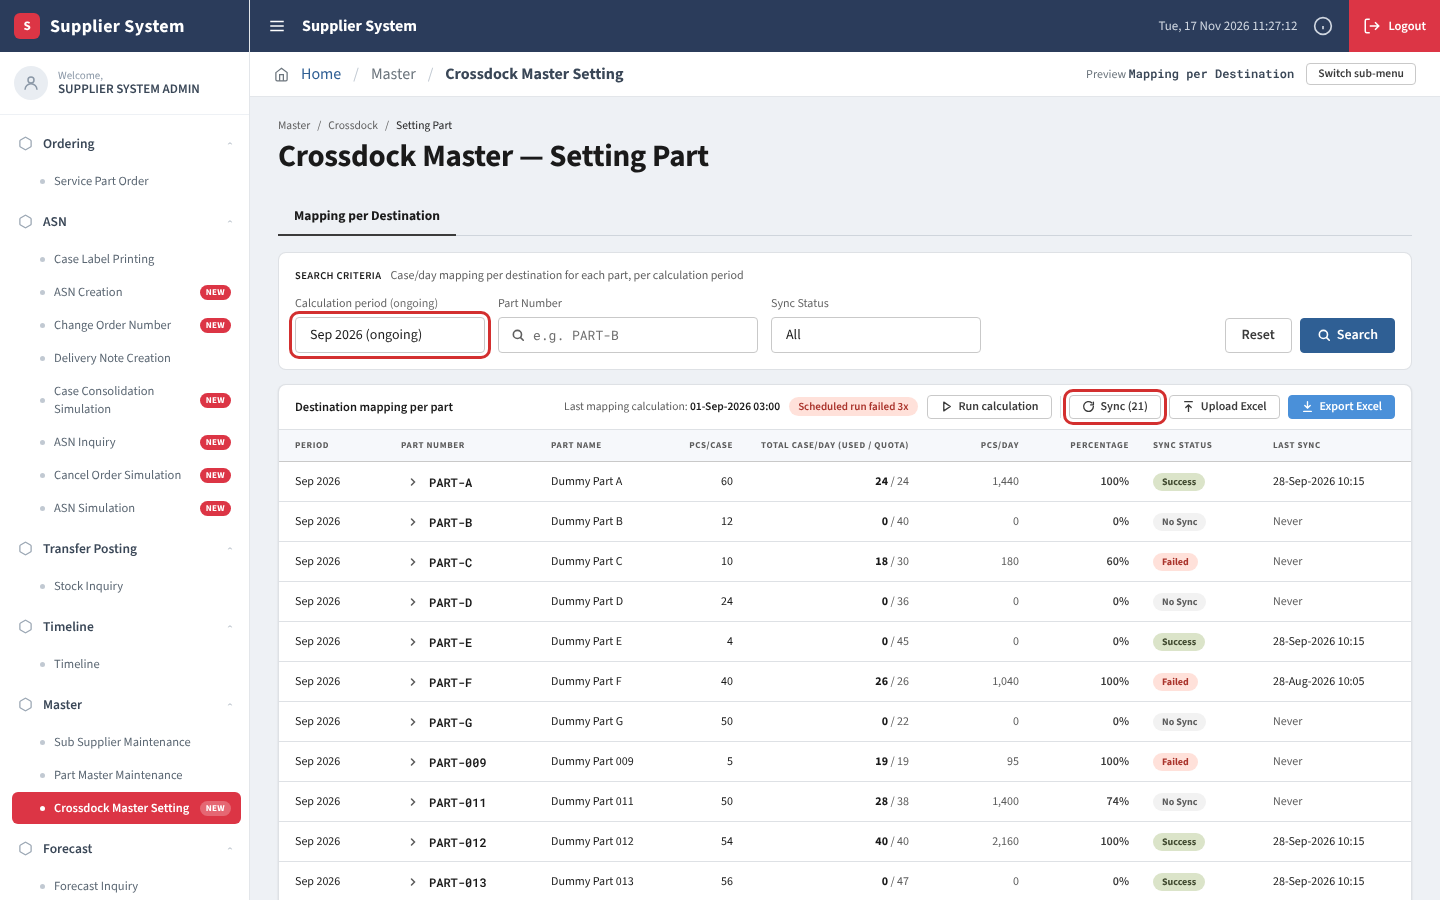 S Supplier System
Supplier System
Tue, 17 Nov 2026 11:27:12
Logout
Welcome,
SUPPLIER SYSTEM ADMIN
Home / Master / Crossdock Master Setting
Preview Mapping per Destination
Switch sub-menu
Ordering
Service Part Order
ASN
Case Label Printing
ASN Creation NEW
Change Order Number NEW
Delivery Note Creation
Case Consolidation
Simulation NEW
ASN Inquiry NEW
Cancel Order Simulation NEW
ASN Simulation NEW
Transfer Posting
Stock Inquiry
Timeline
Timeline
Master
Sub Supplier Maintenance
Part Master Maintenance
Crossdock Master Setting NEW
Forecast
Forecast Inquiry
Master / Crossdock / Setting Part
Crossdock Master — Setting Part
Mapping per Destination
SEARCH CRITERIA Case/day mapping per destination for each part, per calculation period
Calculation period (ongoing) Part Number Sync Status
Sep 2026 (ongoing) e.g. PART-B All Reset Search
Destination mapping per part Last mapping calculation: 01-Sep-2026 03:00 Scheduled run failed 3x Run calculation Sync (21) Upload Excel Export Excel
PERIOD PART NUMBER PART NAME PCS/CASE TOTAL CASE/DAY (USED / QUOTA) PCS/DAY PERCENTAGE SYNC STATUS LAST SYNC
Sep 2026 PART-A Dummy Part A 60 24 / 24 1,440 100% Success 28-Sep-2026 10:15
Sep 2026 PART-B Dummy Part B 12 0 / 40 0 0% No Sync Never
Sep 2026 PART-C Dummy Part C 10 18 / 30 180 60% Failed Never
Sep 2026 PART-D Dummy Part D 24 0 / 36 0 0% No Sync Never
Sep 2026 PART-E Dummy Part E 4 0 / 45 0 0% Success 28-Sep-2026 10:15
Sep 2026 PART-F Dummy Part F 40 26 / 26 1,040 100% Failed 28-Aug-2026 10:05
Sep 2026 PART-G Dummy Part G 50 0 / 22 0 0% No Sync Never
Sep 2026 PART-009 Dummy Part 009 5 19 / 19 95 100% Failed Never
Sep 2026 PART-011 Dummy Part 011 50 28 / 38 1,400 74% No Sync Never
Sep 2026 PART-012 Dummy Part 012 54 40 / 40 2,160 100% Success 28-Sep-2026 10:15
Sep 2026 PART-013 Dummy Part 013 56 0 / 47 0 0% Success 28-Sep-2026 10:15